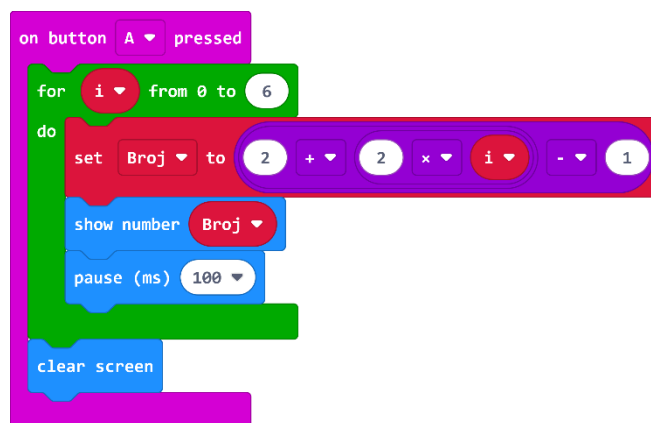 on button A pressed
for i from 0 to 6
do
set Broj to 2 + 2 × i - 1
show number Broj
pause (ms) 100
clear screen